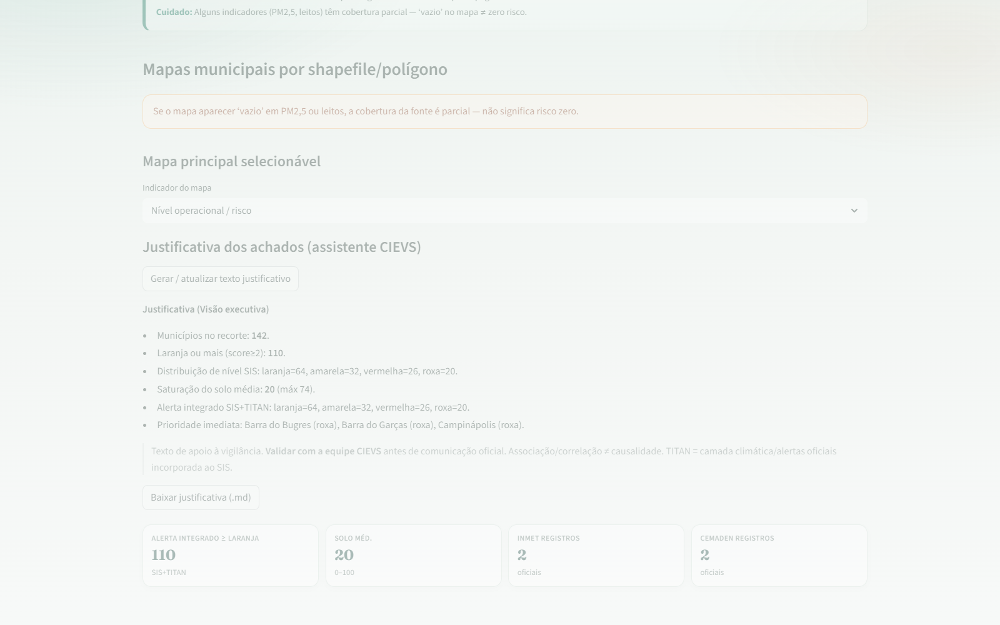 Cuidado: Alguns indicadores (PM2,5, leitos) têm cobertura parcial — ‘vazio’ no mapa ≠ zero risco.
Mapas municipais por shapefile/polígono
Se o mapa aparecer ‘vazio’ em PM2,5 ou leitos, a cobertura da fonte é parcial — não significa risco zero.
Mapa principal selecionável
Indicador do mapa
Nível operacional / risco
Justificativa dos achados (assistente CIEVS)
Gerar / atualizar texto justificativo
Justificativa (Visão executiva)
• Municípios no recorte: 142.
• Laranja ou mais (score≥2): 110.
• Distribuição de nível SIS: laranja=64, amarela=32, vermelha=26, roxa=20.
• Saturação do solo média: 20 (máx 74).
• Alerta integrado SIS+TITAN: laranja=64, amarela=32, vermelha=26, roxa=20.
• Prioridade imediata: Barra do Bugres (roxa), Barra do Garças (roxa), Campinápolis (roxa).
Texto de apoio à vigilância. Validar com a equipe CIEVS antes de comunicação oficial. Associação/correlação ≠ causalidade. TITAN = camada climática/alertas oficiais
incorporada ao SIS.
Baixar justificativa (.md)
ALERTA INTEGRADO ≥ LARANJA
110
SIS+TITAN
SOLO MÉD.
20
0–100
INMET REGISTROS
2
oficiais
CEMADEN REGISTROS
2
oficiais